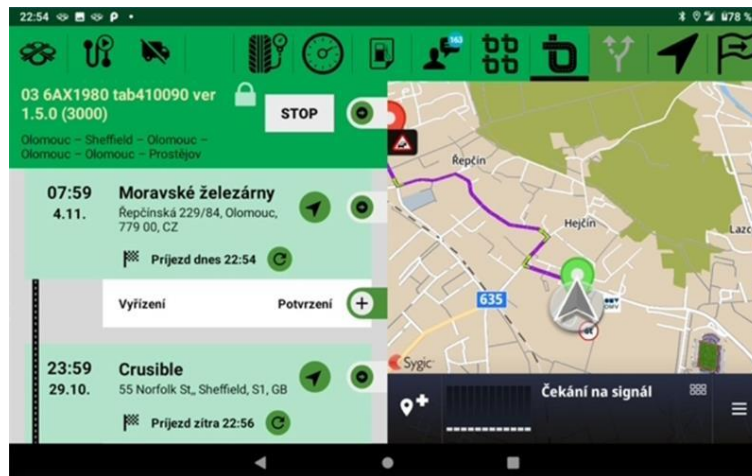 22:54
78 %
163
03 6AX1980 tab410090 ver
1.5.0 (3000)
STOP
Olomouc – Sheffield – Olomouc –
Olomouc – Olomouc – Prostějov
07:59
4.11.
Moravské železárny
Řepčínská 229/84, Olomouc,
779 00, CZ
Príjezd dnes 22:54
Vyřízení
Potvrzení
23:59
29.10.
Crusible
55 Norfolk St,, Sheffield, S1, GB
Príjezd zítra 22:56
Řepčín
Hejčín
Lazc
635
Sygic
Čekání na signál